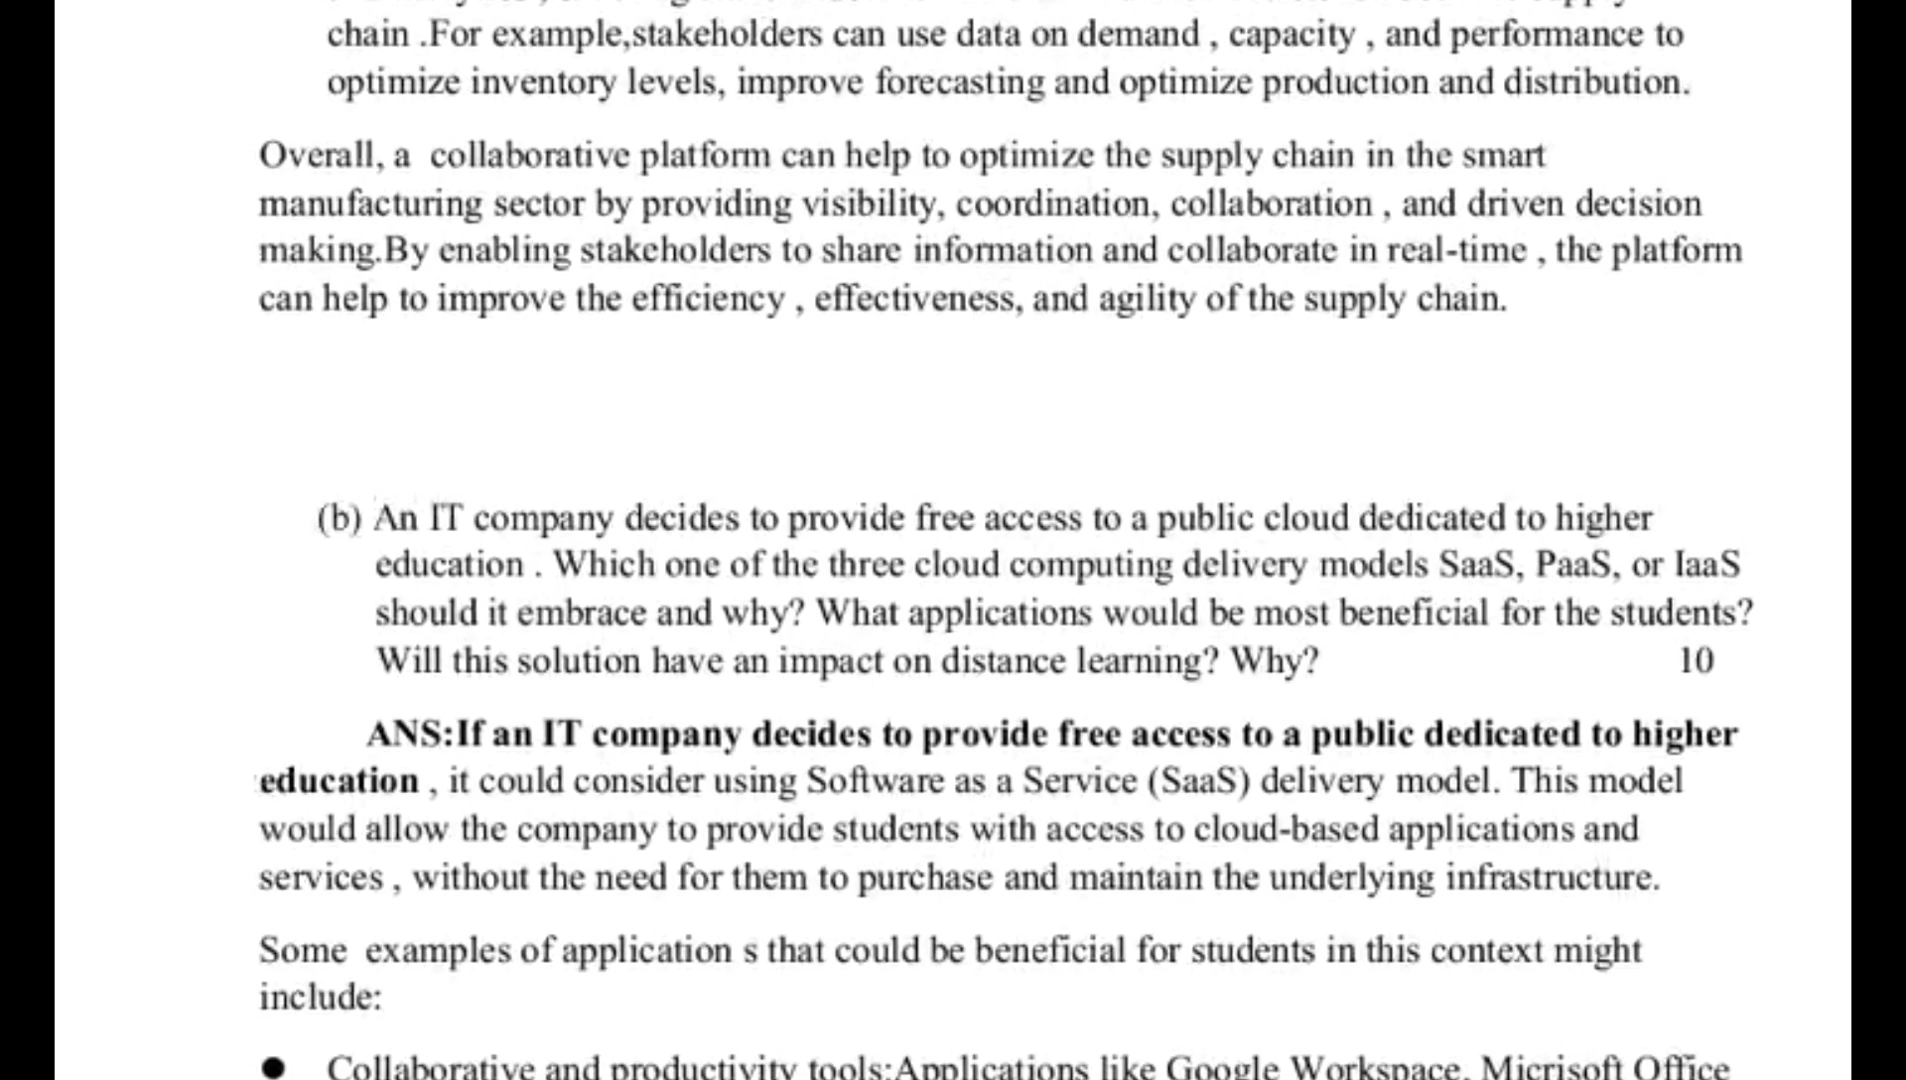 chain .For example,stakeholders can use data on demand , capacity , and performance to
optimize inventory levels, improve forecasting and optimize production and distribution.
Overall, a collaborative platform can help to optimize the supply chain in the smart
manufacturing sector by providing visibility, coordination, collaboration , and driven decision
making.By enabling stakeholders to share information and collaborate in real-time , the platform
can help to improve the efficiency , effectiveness, and agility of the supply chain.
(b) An IT company decides to provide free access to a public cloud dedicated to higher
education . Which one of the three cloud computing delivery models SaaS, PaaS, or IaaS
should it embrace and why? What applications would be most beneficial for the students?
Will this solution have an impact on distance learning? Why? 10
ANS:If an IT company decides to provide free access to a public dedicated to higher
education , it could consider using Software as a Service (SaaS) delivery model. This model
would allow the company to provide students with access to cloud-based applications and
services , without the need for them to purchase and maintain the underlying infrastructure.
Some examples of application s that could be beneficial for students in this context might
include:
● Collaborative and productivity tools:Applications like Google Workspace, Micrisoft Office